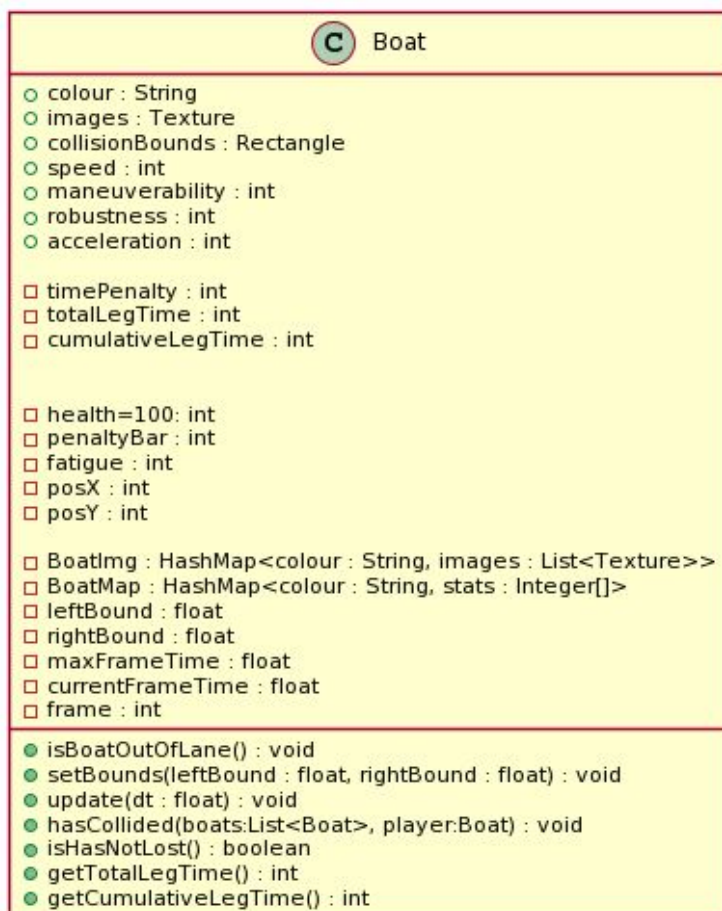 C Boat
colour : String
images : Texture
collisionBounds : Rectangle
speed : int
maneuverability : int
robustness : int
acceleration : int
timePenalty : int
totalLegTime : int
cumulativeLegTime : int
health=100: int
penaltyBar : int
fatigue : int
posX : int
posY : int
BoatImg : HashMap<colour : String, images : List<Texture>>
BoatMap : HashMap<colour : String, stats : Integer[]>
leftBound : float
rightBound : float
maxFrameTime : float
currentFrameTime : float
frame : int
isBoatOutOfLane() : void
setBounds(leftBound : float, rightBound : float) : void
update(dt : float) : void
hasCollided(boats:List<Boat>, player:Boat) : void
isHasNotLost() : boolean
getTotalLegTime() : int
getCumulativeLegTime() : int